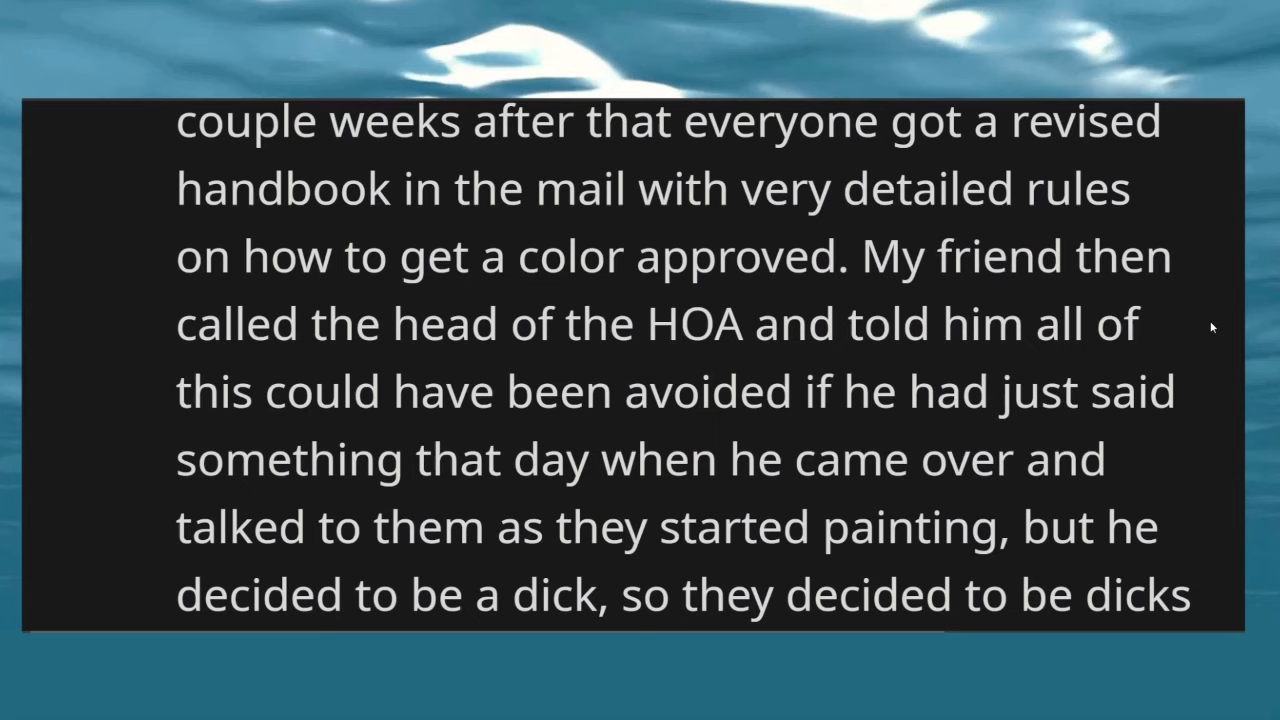 couple weeks after that everyone got a revised
handbook in the mail with very detailed rules
on how to get a color approved. My friend then
called the head of the HOA and told him all of
this could have been avoided if he had just said
something that day when he came over and
talked to them as they started painting, but he
decided to be a dick, so they decided to be dicks